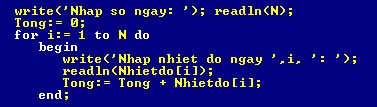 write('Nhap so ngay: '); readln(N);
Tong:= 0;
for i:= 1 to N do
begin
write('Nhap nhiet do ngay ',i, ': ');
readln(Nhietdo[i]);
Tong:= Tong + Nhietdo[i];
end;